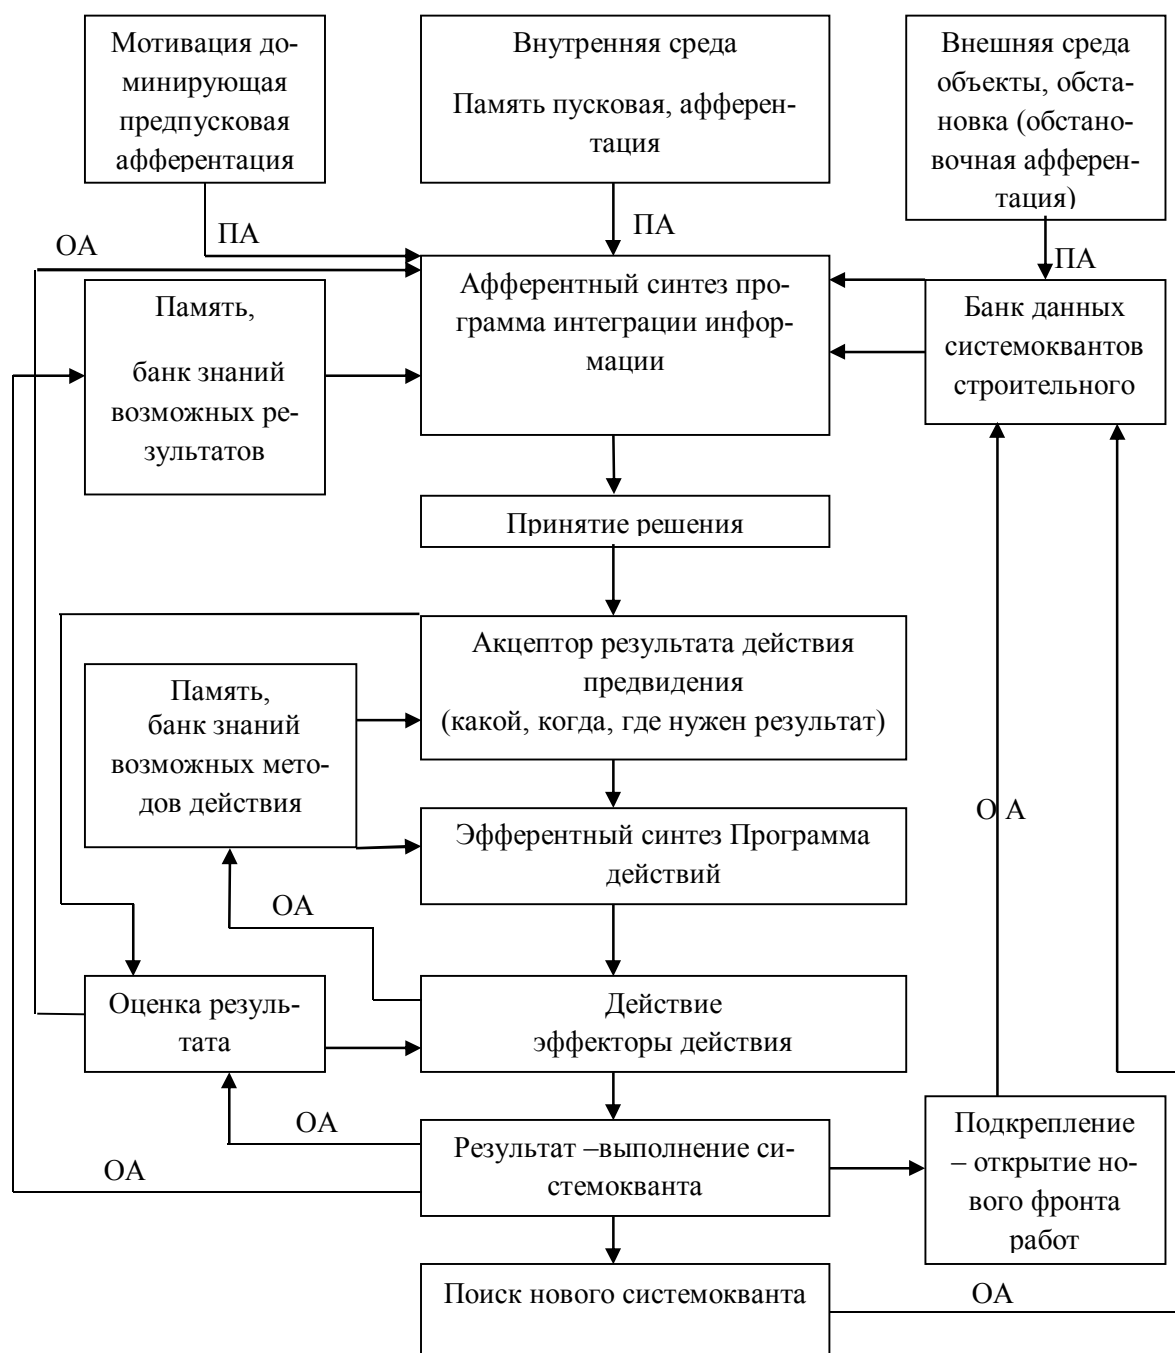 Мотивация до-
минирующая
предпусковая
афферентация
Внутренняя среда
Память пусковая, афферен-
тация
Внешняя среда
объекты, обста-
новка (обстано-
вочная афферен-
тация)
ПА
ПА
ПА
ОА
Память,
банк знаний
возможных ре-
зультатов
Афферентный синтез про-
грамма интеграции инфор-
мации
Банк данных
системоквантов
строительного
Принятие решения
Акцептор результата действия
предвидения
(какой, когда, где нужен результат)
Память,
банк знаний
возможных мето-
дов действия
Эфферентный синтез Программа
действий
О А
ОА
Оценка резуль-
тата
Действие
эффекторы действия
ОА
ОА
Результат –выполнение си-
стемокванта
Подкрепление
– открытие но-
вого фронта
работ
Поиск нового системокванта
ОА